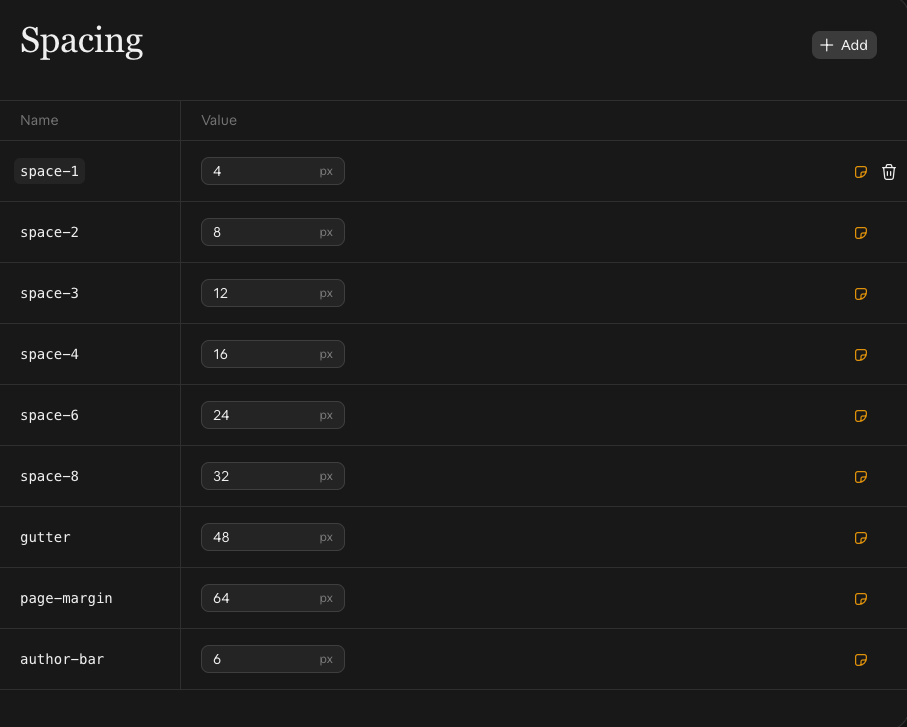 Spacing
Add
Name Value
space-1 4 px
space-2 8 px
space-3 12 px
space-4 16 px
space-6 24 px
space-8 32 px
gutter 48 px
page-margin 64 px
author-bar 6 px